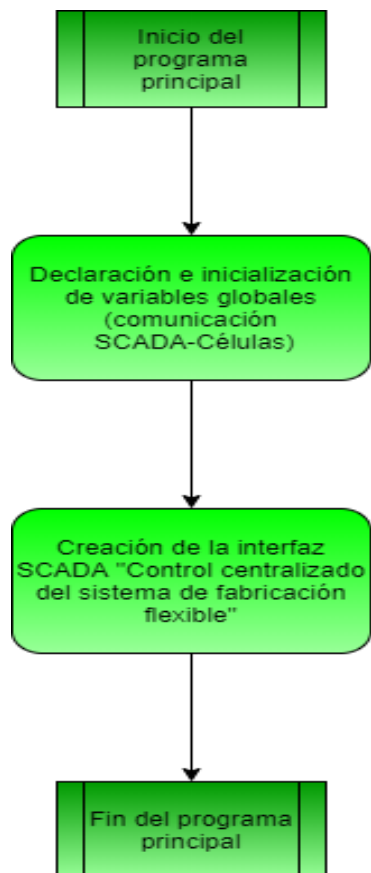 Inicio del
programa
principal
Declaración e inicialización
de variables globales
(comunicación
SCADA-Células)
Creación de la interfaz
SCADA "Control centralizado
del sistema de fabricación
flexible"
Fin del programa
principal